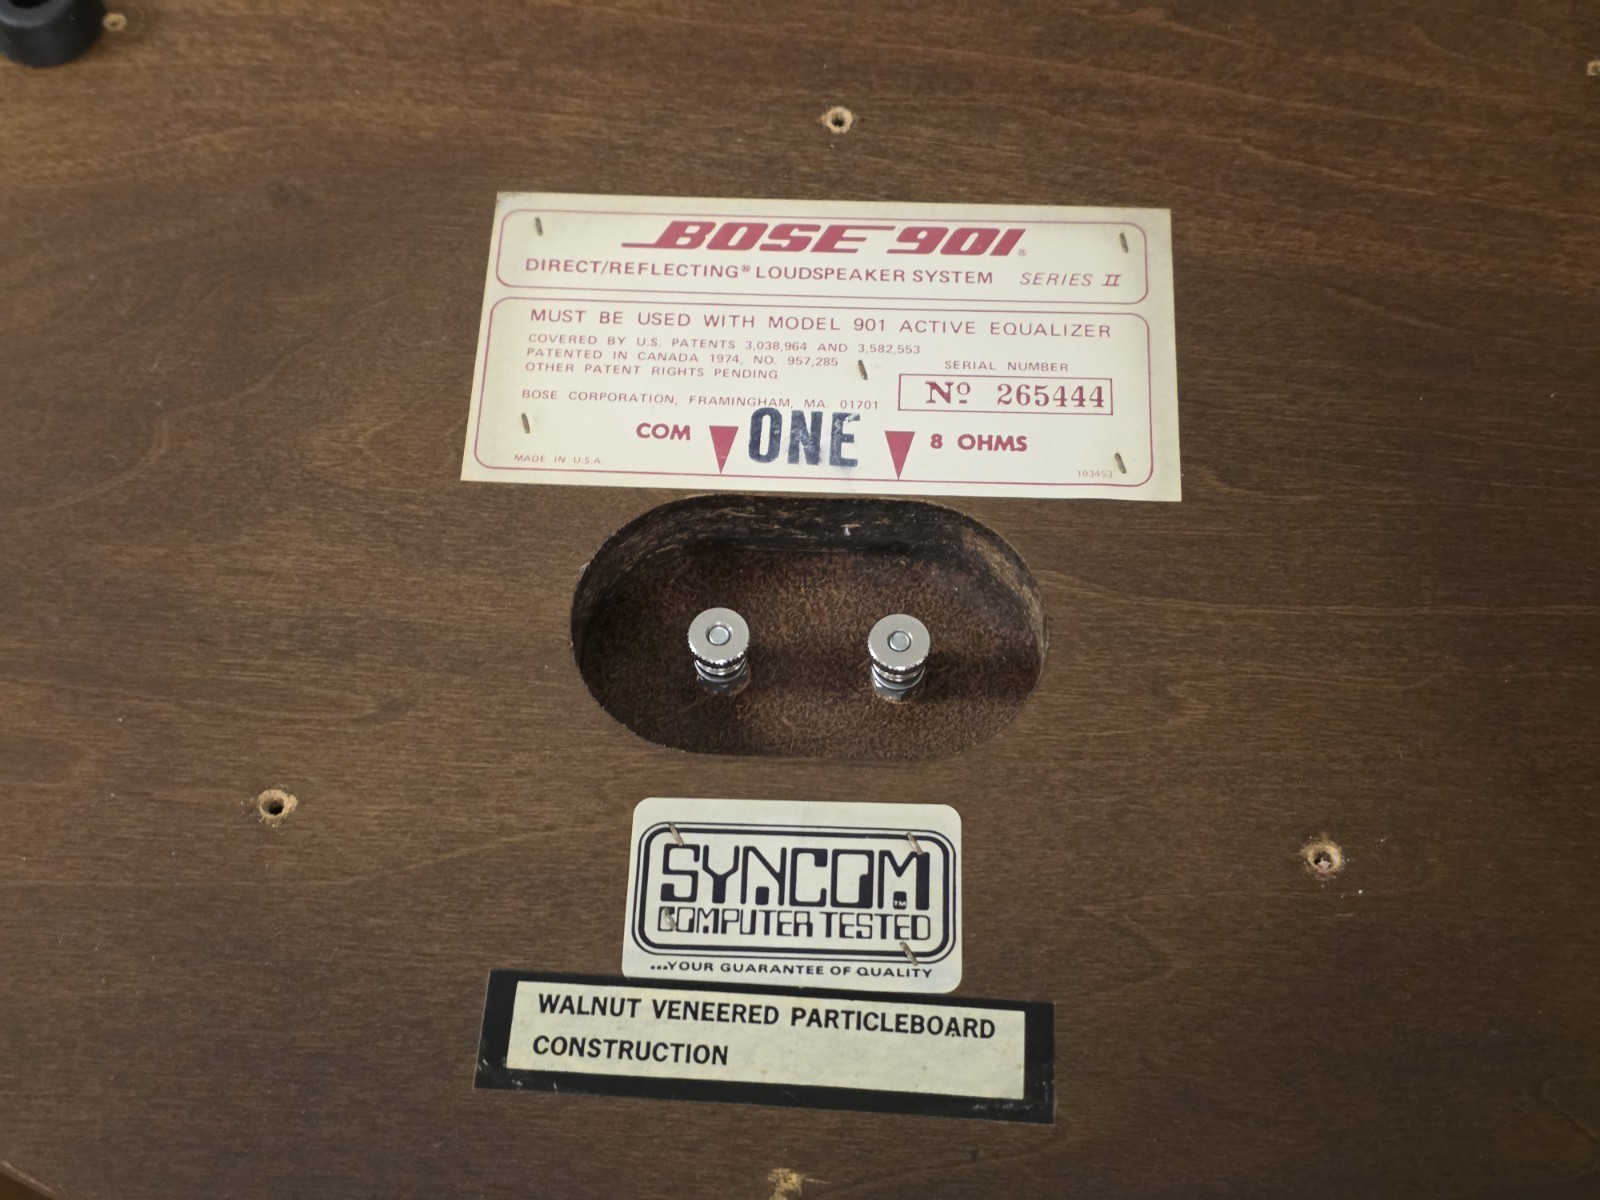 BOSE 901®
DIRECT/REFLECTING® LOUDSPEAKER SYSTEM SERIES II
MUST BE USED WITH MODEL 901 ACTIVE EQUALIZER
COVERED BY U.S. PATENTS 3,038,964 AND 3,582,553
PATENTED IN CANADA 1974, NO. 957,285
OTHER PATENT RIGHTS PENDING
SERIAL NUMBER
Nº 265444
BOSE CORPORATION, FRAMINGHAM, MA. 01701
COM ONE 8 OHMS
MADE IN U.S.A.
103453
SYNCOM™
COMPUTER TESTED
...YOUR GUARANTEE OF QUALITY
WALNUT VENEERED PARTICLEBOARD
CONSTRUCTION